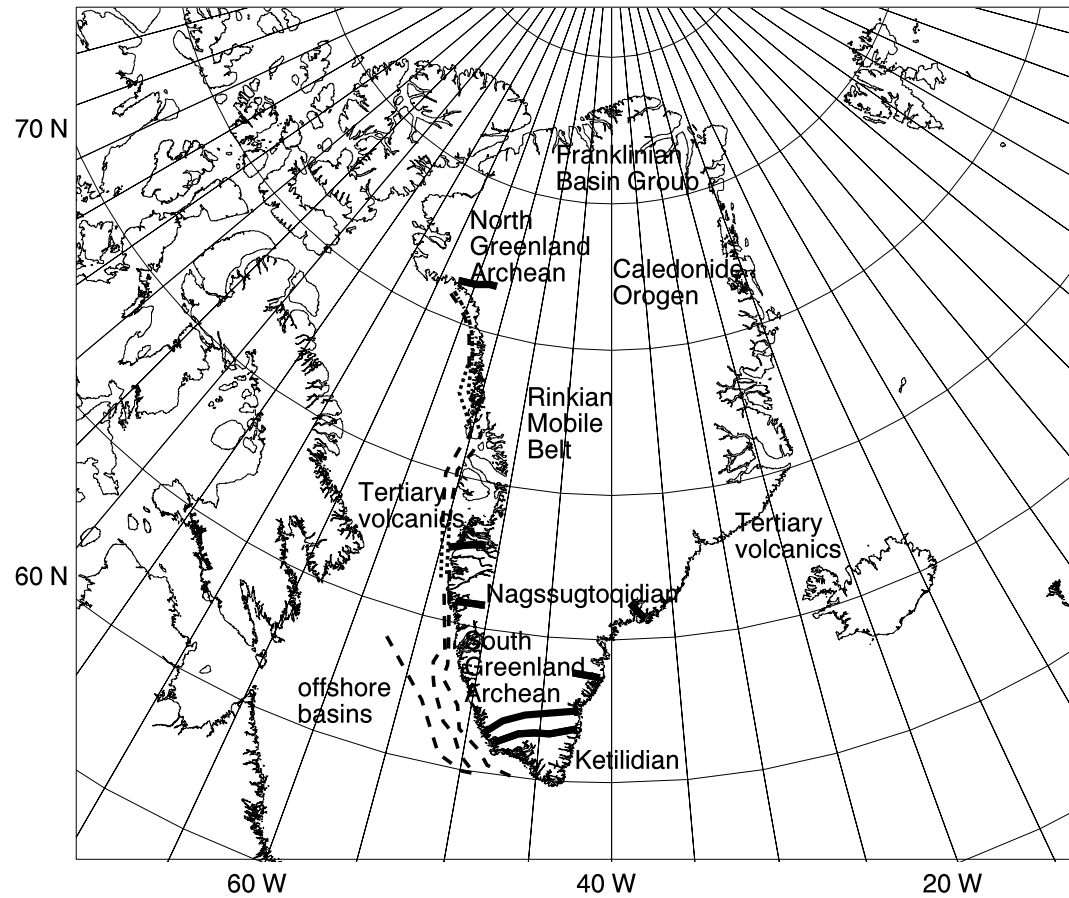 70 N
Franklinian
Basin Group
North
Greenland
Archean
Caledonide
Orogen
Rinkian
Mobile
Belt
Tertiary
volcanics
Tertiary
volcanics
60 N
Nagssugtoqidian
South
Greenland
Archean
offshore
basins
Ketilidian
60 W
40 W
20 W